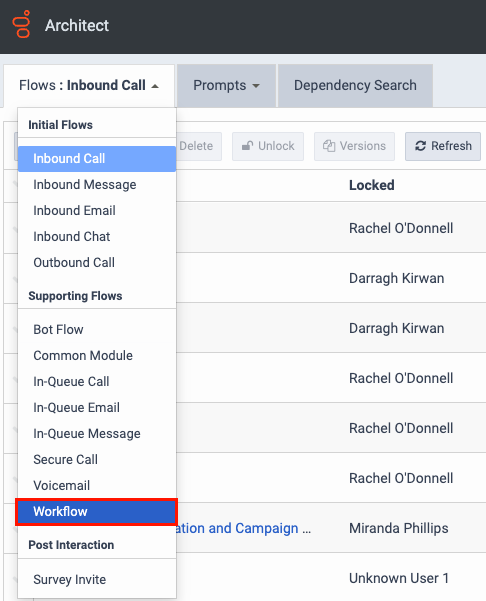 Architect
Flows : Inbound Call
Prompts
Dependency Search
Initial Flows
Delete
Unlock
Versions
Refresh
Inbound Call
Locked
Inbound Message
Inbound Email
Rachel O'Donnell
Inbound Chat
Outbound Call
Darragh Kirwan
Supporting Flows
Bot Flow
Darragh Kirwan
Common Module
In-Queue Call
Rachel O'Donnell
In-Queue Email
In-Queue Message
Rachel O'Donnell
Secure Call
Voicemail
Rachel O'Donnell
Workflow
ation and Campaign ...
Miranda Phillips
Post Interaction
Survey Invite
Unknown User 1